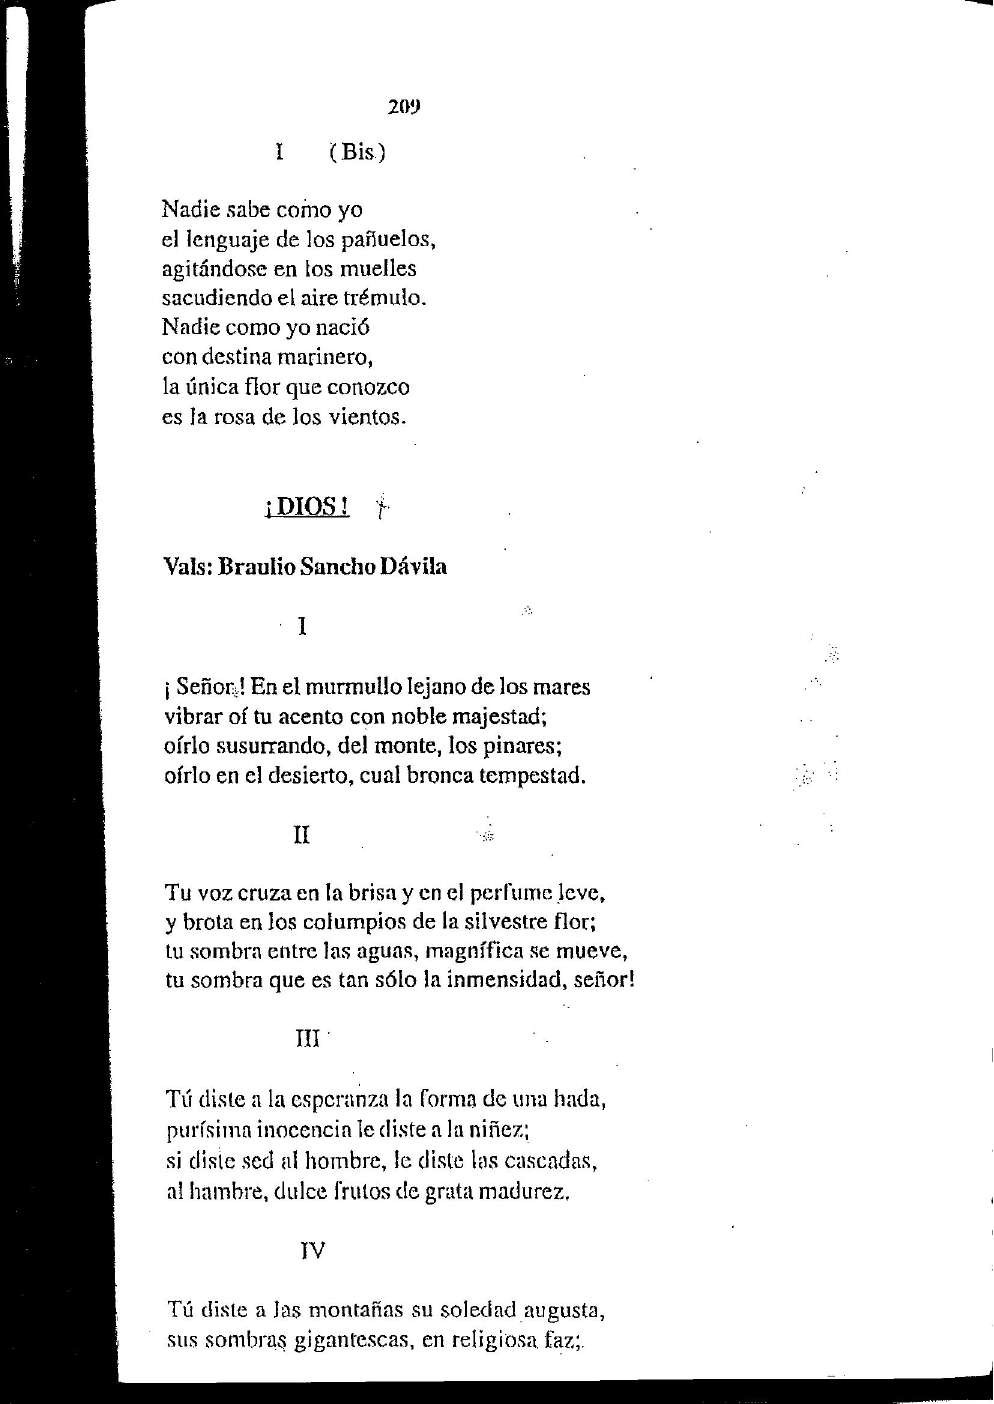 209
I (Bis)
Nadie sabe como yo
el lenguaje de los pañuelos,
agitándose en los muelles
sacudiendo el aire trémulo.
Nadie como yo nació
con destina marinero,
la única flor que conozco
es la rosa de los vientos.
¡DIOS!
Vals: Braulio Sancho Dávila
I
¡ Señor,! En el murmullo lejano de los mares
vibrar oí tu acento con noble majestad;
oírlo susurrando, del monte, los pinares;
oírlo en el desierto, cual bronca tempestad.
II
Tu voz cruza en la brisa y en el perfume leve,
y brota en los columpios de la silvestre flor;
tu sombra entre las aguas, magnífica se mueve,
tu sombra que es tan sólo la inmensidad, señor!
III
Tú diste a la esperanza la forma de una hada,
purísima inocencia le diste a la niñez;
si diste sed al hombre, le diste las cascadas,
al hambre, dulce frutos de grata madurez.
IV
Tú diste a las montañas su soledad augusta,
sus sombras gigantescas, en religiosa faz;